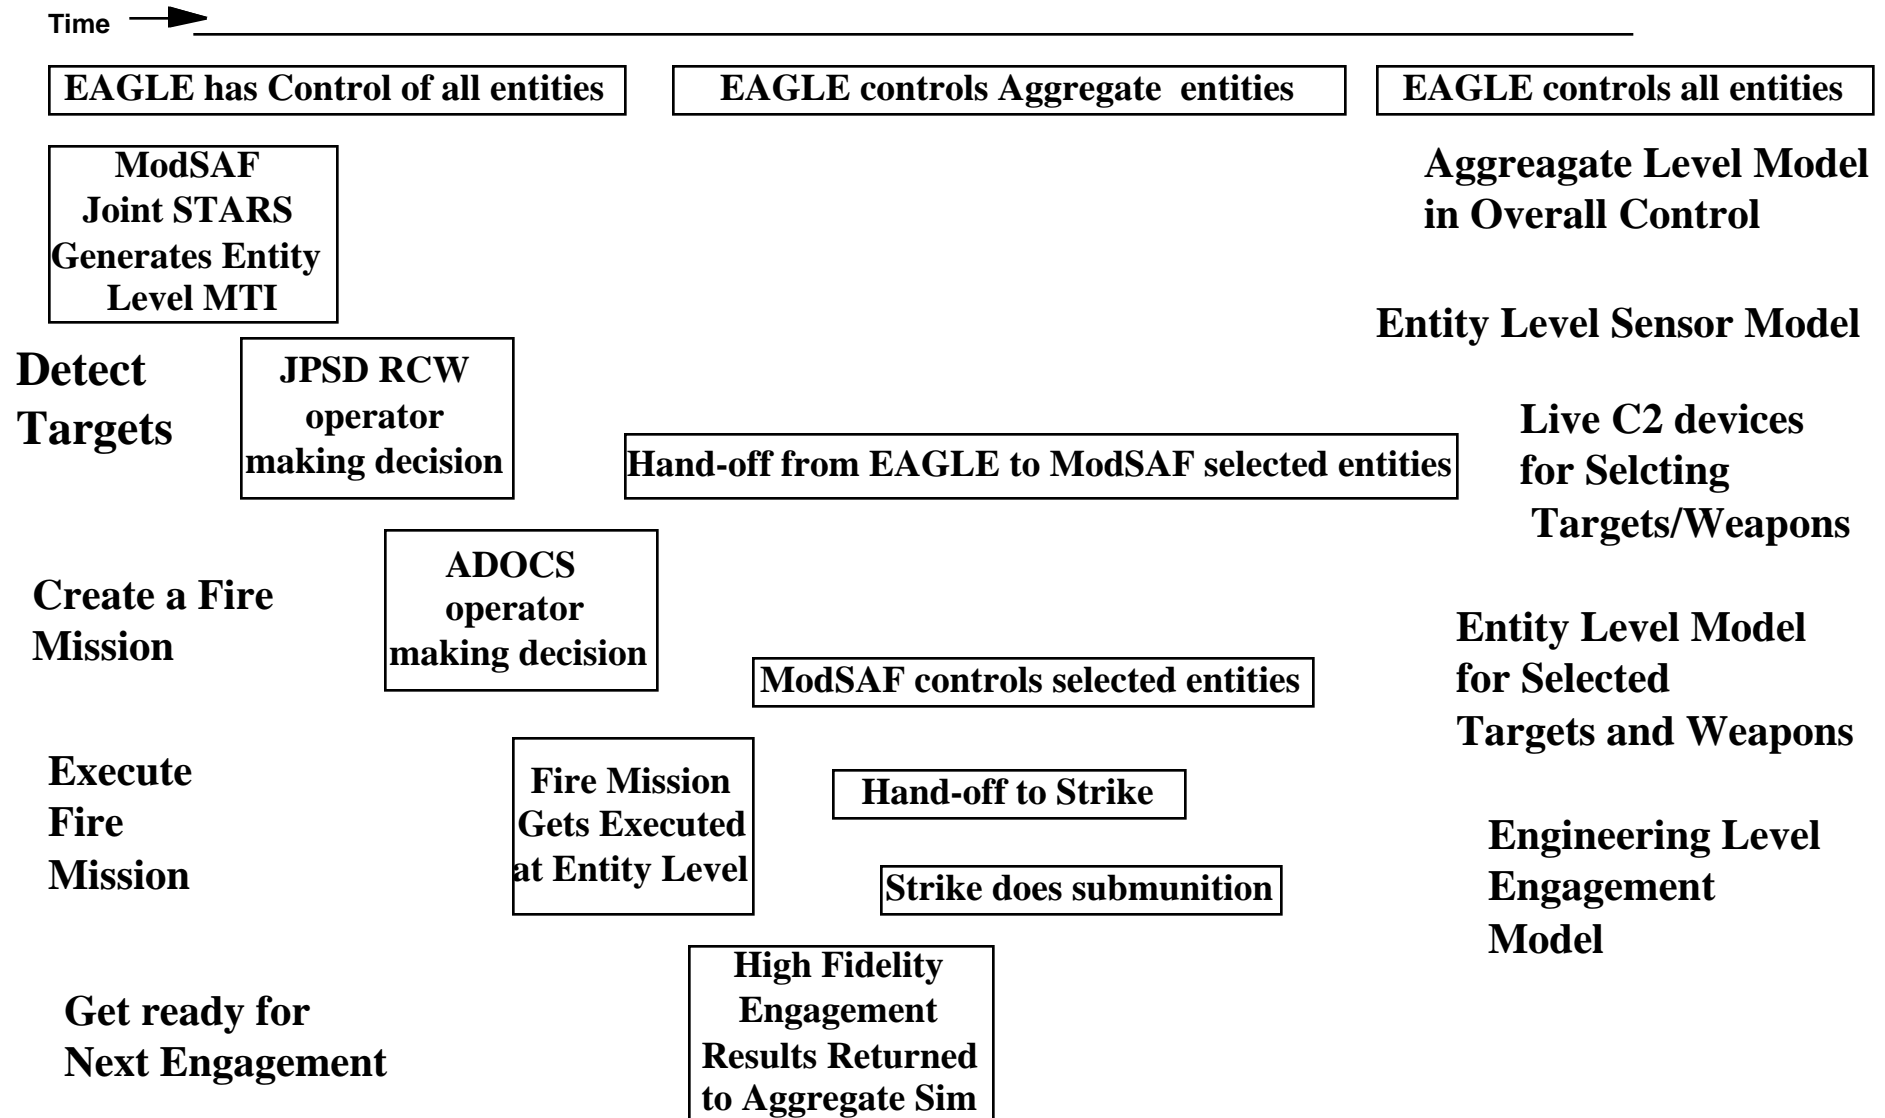 Time
EAGLE has Control of all entities
EAGLE controls Aggregate entities
EAGLE controls all entities
ModSAF
Joint STARS
Generates Entity
Level MTI
Aggreagate Level Model
in Overall Control
Entity Level Sensor Model
Detect
Targets
JPSD RCW
operator
making decision
Hand-off from EAGLE to ModSAF selected entities
Live C2 devices
for Selcting
Targets/Weapons
Create a Fire
Mission
ADOCS
operator
making decision
ModSAF controls selected entities
Entity Level Model
for Selected
Targets and Weapons
Execute
Fire
Mission
Fire Mission
Gets Executed
at Entity Level
Hand-off to Strike
Strike does submunition
Engineering Level
Engagement
Model
Get ready for
Next Engagement
High Fidelity
Engagement
Results Returned
to Aggregate Sim